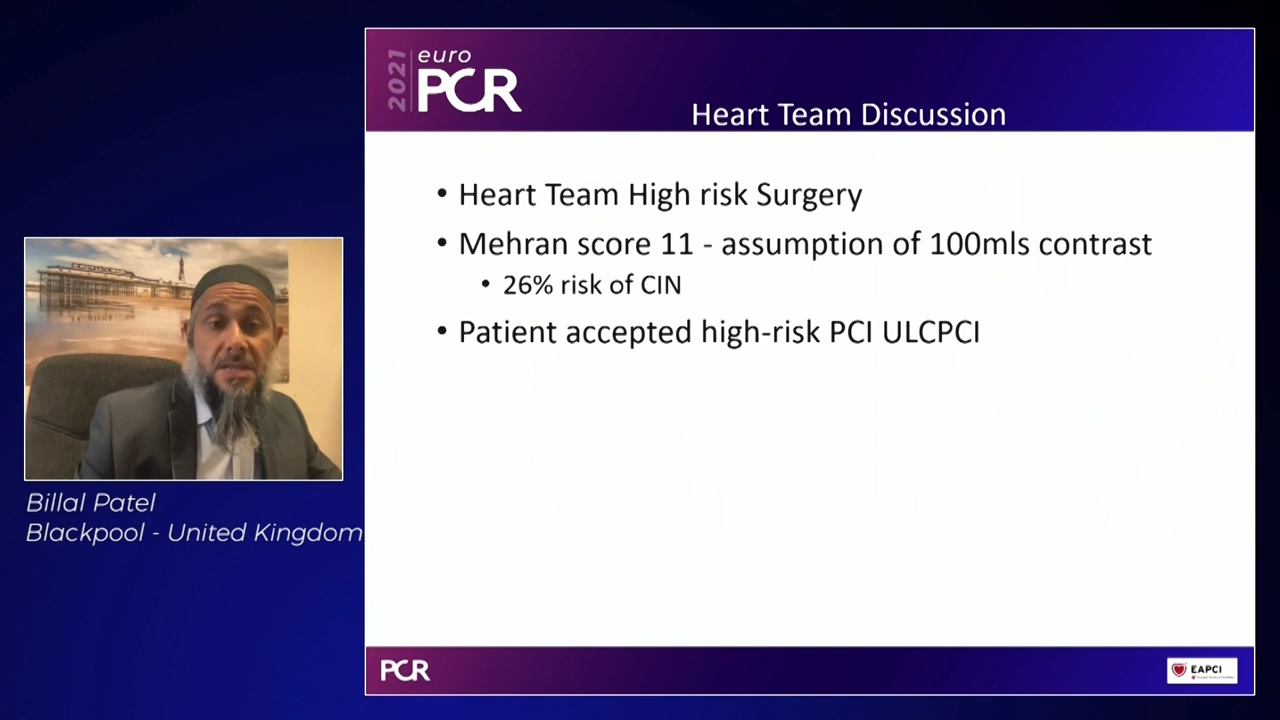 2021
euro
PCR
Heart Team Discussion
• Heart Team High risk Surgery
• Mehran score 11 - assumption of 100mls contrast
• 26% risk of CIN
• Patient accepted high-risk PCI ULCPCI
Billal Patel
Blackpool - United Kingdom
PCR
EAPCI